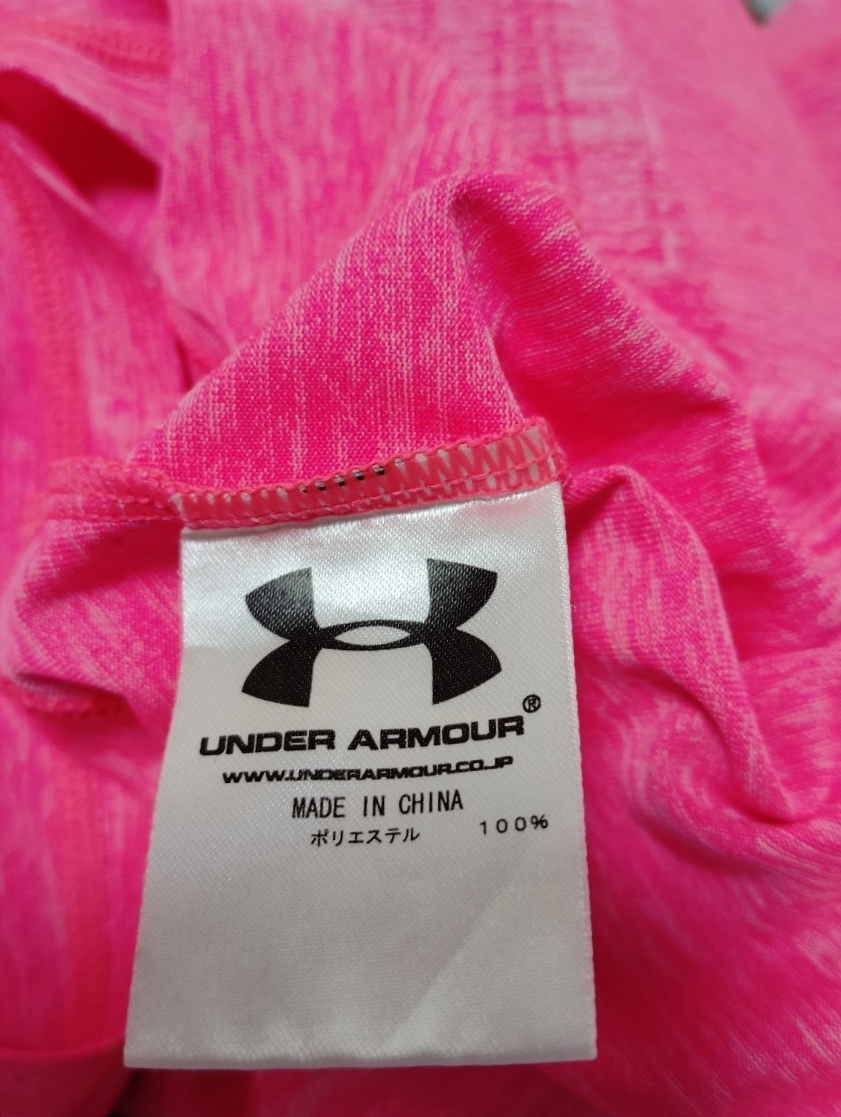 UNDER ARMOUR®
WWW.UNDERARMOUR.CO.JP
MADE IN CHINA
ポリエステル 100%